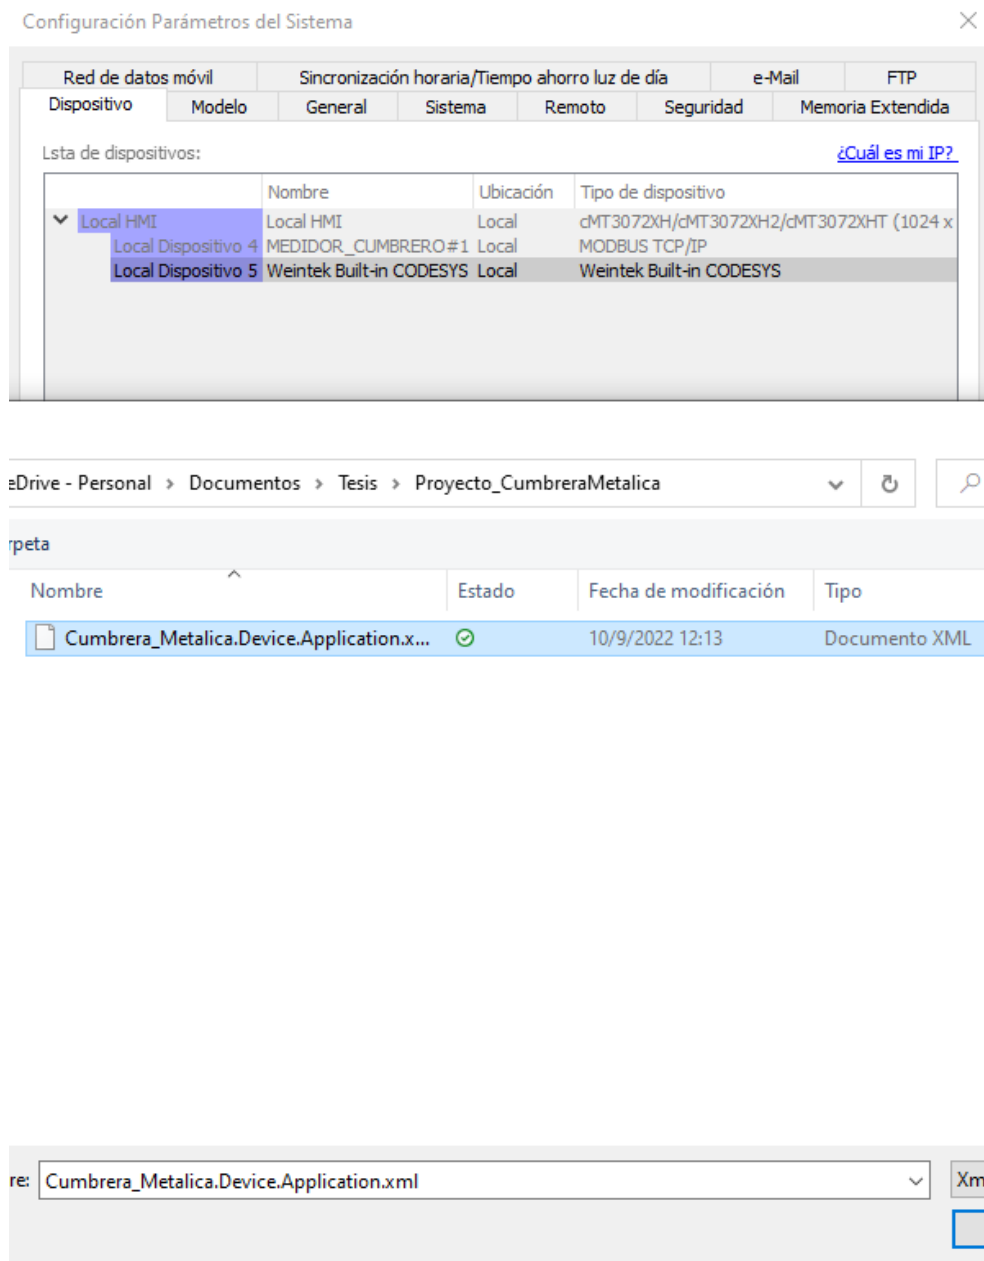 Configuración Parámetros del Sistema
Red de datos móvil Sincronización horaria/Tiempo ahorro luz de día e-Mail FTP
Dispositivo Modelo General Sistema Remoto Seguridad Memoria Extendida
Lsta de dispositivos: ¿Cuál es mi IP?
Nombre Ubicación Tipo de dispositivo
Local HMI Local HMI Local cMT3072XH/cMT3072XH2/cMT3072XHT (1024 x
Local Dispositivo 4 MEDIDOR_CUMBRERO#1 Local MODBUS TCP/IP
Local Dispositivo 5 Weintek Built-in CODESYS Local Weintek Built-in CODESYS
eDrive - Personal > Documentos > Tesis > Proyecto_CumbreraMetalica
rpeta
Nombre Estado Fecha de modificación Tipo
Cumbrera_Metalica.Device.Application.x... 10/9/2022 12:13 Documento XML
re: Cumbrera_Metalica.Device.Application.xml Xm